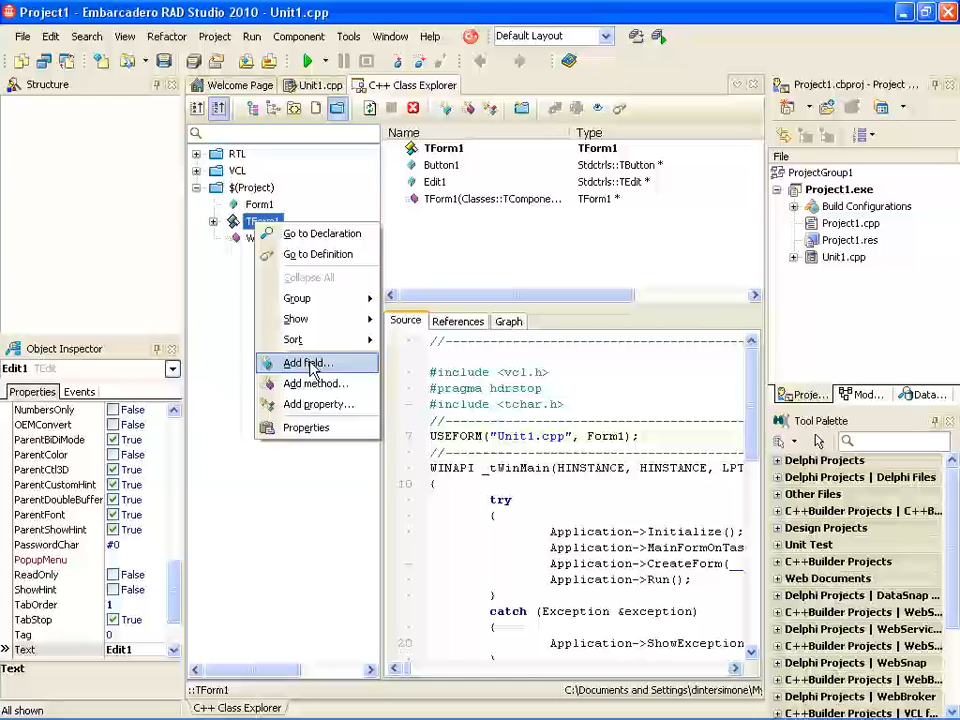 Project1 - Embarcadero RAD Studio 2010 - Unit1.cpp
File Edit Search View Refactor Project Run Component Tools Window Help Default Layout
Structure
Welcome Page Unit1.cpp C++ Class Explorer
RTL
VCL
$(Project)
Form1
TForm1
Go to Declaration
Go to Definition
Collapse All
Group
Show
Sort
Add field...
Add method...
Add property...
Properties
Name Type
TForm1 TForm1
Button1 Stdctrls::TButton *
Edit1 Stdctrls::TEdit *
TForm1(Classes::TCompone... TForm1 *
Source References Graph
//
#include <vcl.h>
#pragma hdrstop
#include <tchar.h>
//
7 USEFORM("Unit1.cpp", Form1);
//
WINAPI _tWinMain(HINSTANCE, HINSTANCE, LPT
10 {
try
{
Application->Initialize();
Application->MainFormOnTas
Application->CreateForm(__
Application->Run();
}
catch (Exception &exception)
{
20 Application->ShowException
::TForm1 C:\Documents and Settings\dintersimone\My
C++ Class Explorer
Object Inspector
Edit1 TEdit
Properties Events
NumbersOnly False
OEMConvert False
ParentBiDiMode True
ParentColor False
ParentCtl3D True
ParentCustomHint True
ParentDoubleBuffer True
ParentFont True
ParentShowHint True
PasswordChar #0
PopupMenu
ReadOnly False
ShowHint False
TabOrder 1
TabStop True
Tag 0
Text Edit1
Text
All shown
Project1.cbproj - Project ...
File
ProjectGroup1
Project1.exe
Build Configurations
Project1.cpp
Project1.res
Unit1.cpp
Proje... Mod... Data...
Tool Palette
Delphi Projects
Delphi Projects | Delphi Files
Other Files
C++Builder Projects | C++B...
Design Projects
Unit Test
C++Builder Projects
Web Documents
Delphi Projects | DataSnap ...
C++Builder Projects | WebS...
Delphi Projects | WebServic...
C++Builder Projects | WebS...
Delphi Projects | WebSnap
C++Builder Projects | WebB...
Delphi Projects | WebBroker
C++Builder Projects | VCL f...